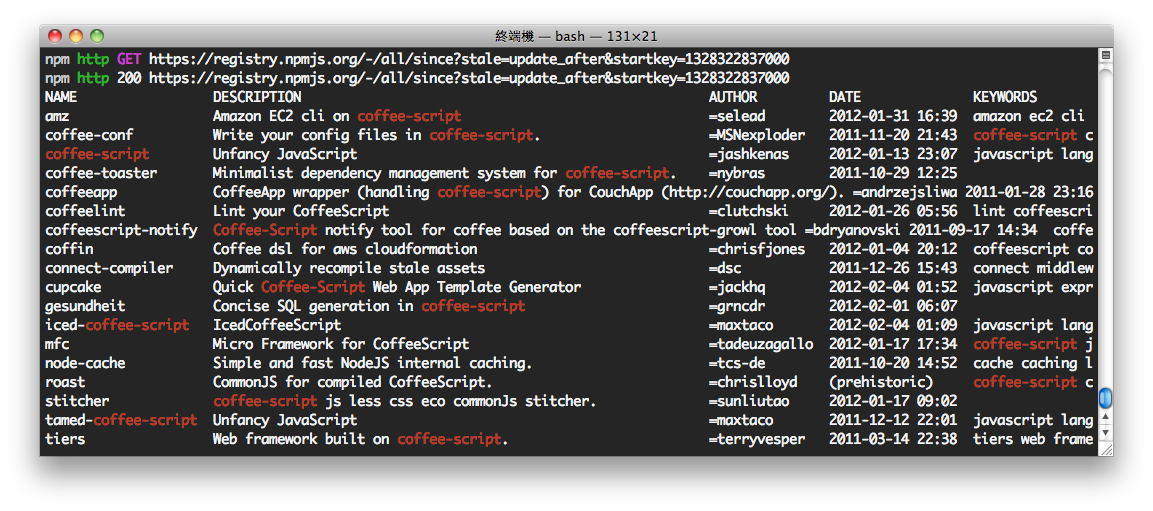 終端機 — bash — 131×21
npm http GET https://registry.npmjs.org/-/all/since?stale=update_after&startkey=1328322837000
npm http 200 https://registry.npmjs.org/-/all/since?stale=update_after&startkey=1328322837000
NAME DESCRIPTION AUTHOR DATE KEYWORDS
amz Amazon EC2 cli on coffee-script =selead 2012-01-31 16:39 amazon ec2 cli
coffee-conf Write your config files in coffee-script. =MSNexploder 2011-11-20 21:43 coffee-script c
coffee-script Unfancy JavaScript =jashkenas 2012-01-13 23:07 javascript lang
coffee-toaster Minimalist dependency management system for coffee-script. =nybras 2011-10-29 12:25
coffeeapp CoffeeApp wrapper (handling coffee-script) for CouchApp (http://couchapp.org/). =andrzejsliwa 2011-01-28 23:16
coffeelint Lint your CoffeeScript =clutchski 2012-01-26 05:56 lint coffeescri
coffeescript-notify Coffee-Script notify tool for coffee based on the coffeescript-growl tool =bdryanovski 2011-09-17 14:34 coffe
coffin Coffee dsl for aws cloudformation =chrisfjones 2012-01-04 20:12 coffeescript co
connect-compiler Dynamically recompile stale assets =dsc 2011-12-26 15:43 connect middlew
cupcake Quick Coffee-Script Web App Template Generator =jackhq 2012-02-04 01:52 javascript expr
gesundheit Concise SQL generation in coffee-script =grncdr 2012-02-01 06:07
iced-coffee-script IcedCoffeeScript =maxtaco 2012-02-04 01:09 javascript lang
mfc Micro Framework for CoffeeScript =tadeuzagallo 2012-01-17 17:34 coffee-script j
node-cache Simple and fast NodeJS internal caching. =tcs-de 2011-10-20 14:52 cache caching l
roast CommonJS for compiled CoffeeScript. =chrislloyd (prehistoric) coffee-script c
stitcher coffee-script js less css eco commonJs stitcher. =sunliutao 2012-01-17 09:02
tamed-coffee-script Unfancy JavaScript =maxtaco 2011-12-12 22:01 javascript lang
tiers Web framework built on coffee-script. =terryvesper 2011-03-14 22:38 tiers web frame